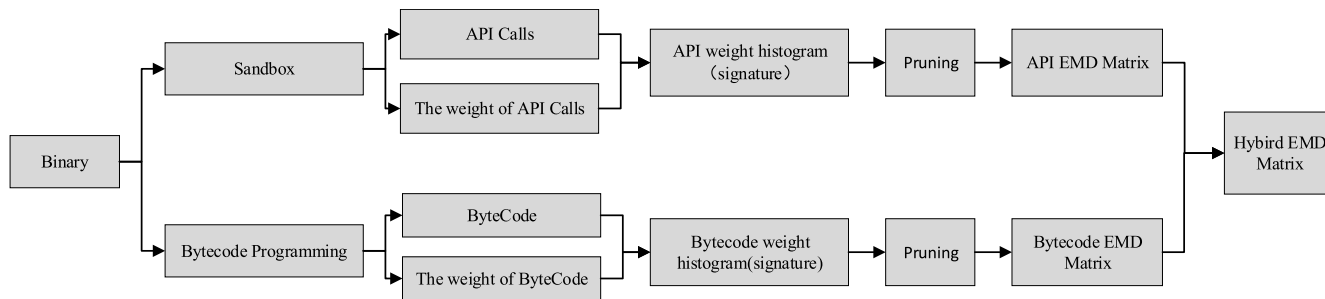 Binary
Sandbox
API Calls
The weight of API Calls
API weight histogram
（signature）
Pruning
API EMD Matrix
Bytecode Programming
ByteCode
The weight of ByteCode
Bytecode weight
histogram(signature)
Pruning
Bytecode EMD
Matrix
Hybird EMD
Matrix